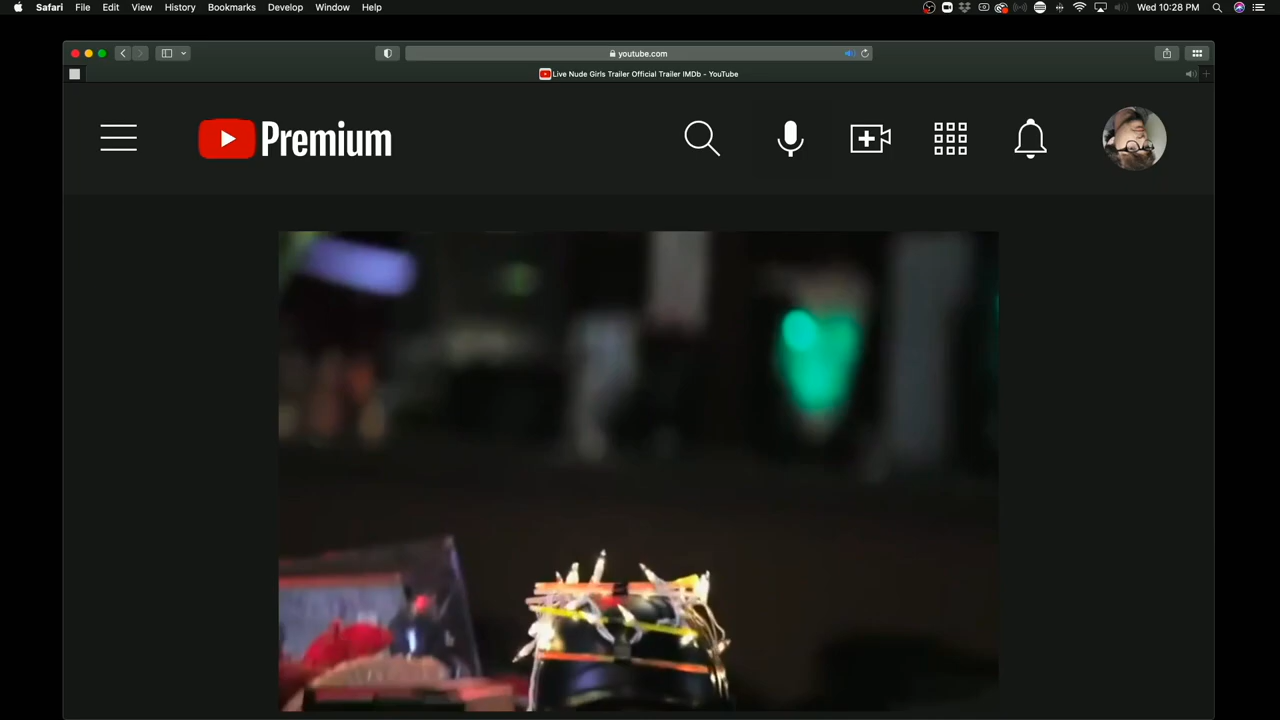 Safari File Edit View History Bookmarks Develop Window Help Wed 10:28 PM
youtube.com
Live Nude Girls Trailer Official Trailer IMDb - YouTube
Premium